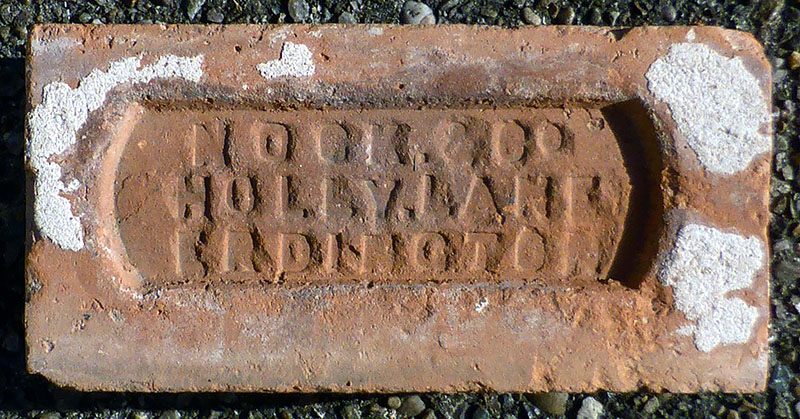 NOCK & CO
HOLLY LANE
ERDINGTON